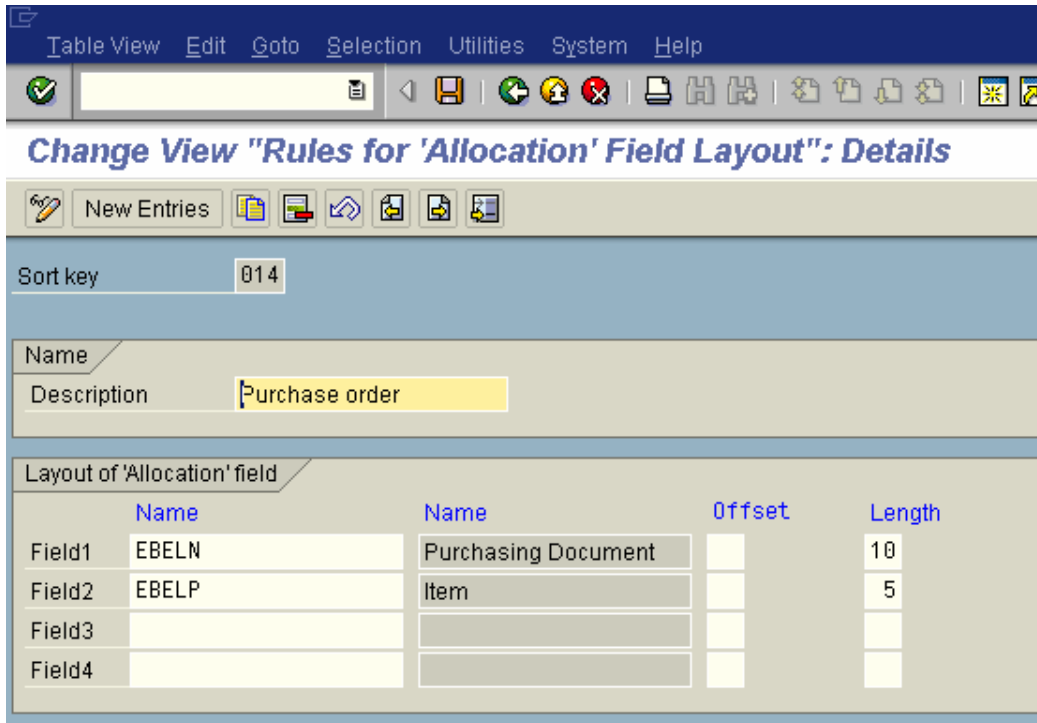 Table View Edit Goto Selection Utilities System Help
Change View "Rules for 'Allocation' Field Layout": Details
New Entries
Sort key 014
Name
Description Purchase order
Layout of 'Allocation' field
Name Name Offset Length
Field1 EBELN Purchasing Document 10
Field2 EBELP Item 5
Field3
Field4